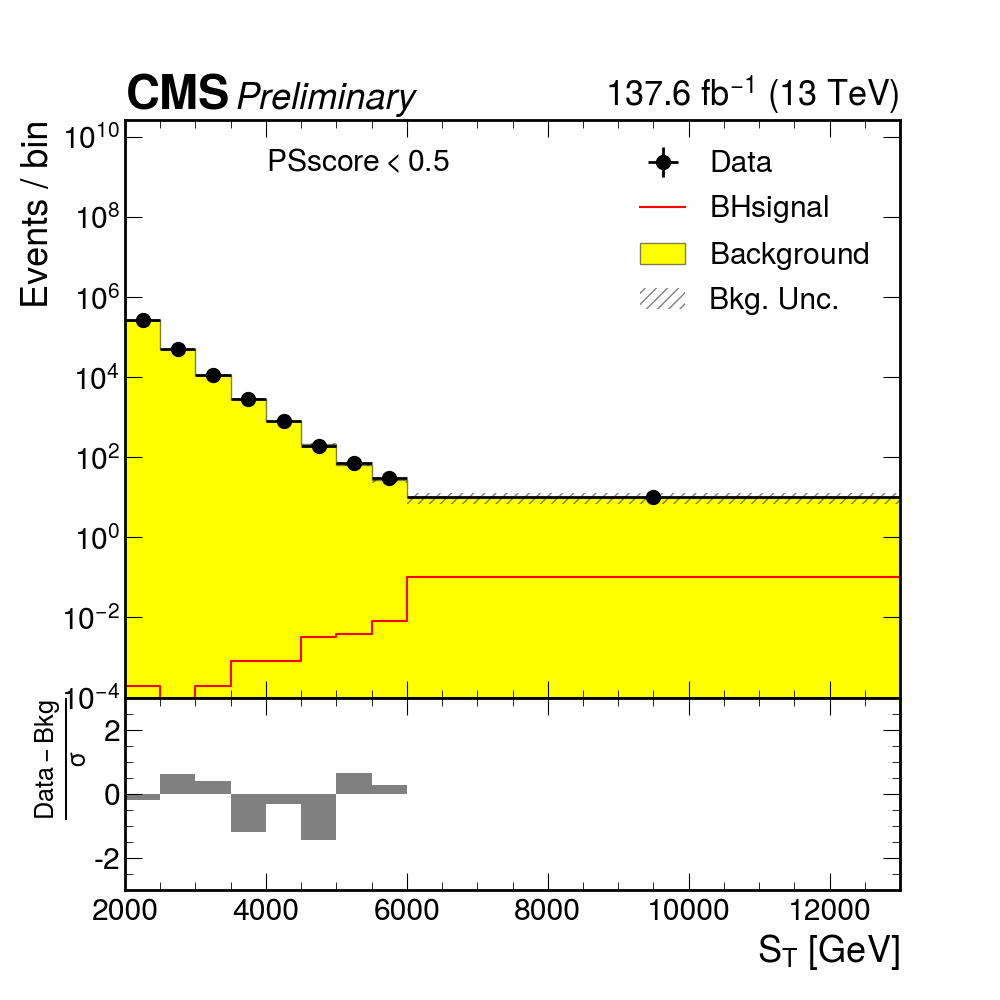 CMS Preliminary 137.6 fb⁻¹ (13 TeV)
Events / bin
10¹⁰
10⁸
10⁶
10⁴
10²
10⁰
10⁻²
10⁻⁴
PSscore < 0.5
Data
BHsignal
Background
Bkg. Unc.
Data − Bkg
σ
2
0
-2
2000 4000 6000 8000 10000 12000
S_T [GeV]